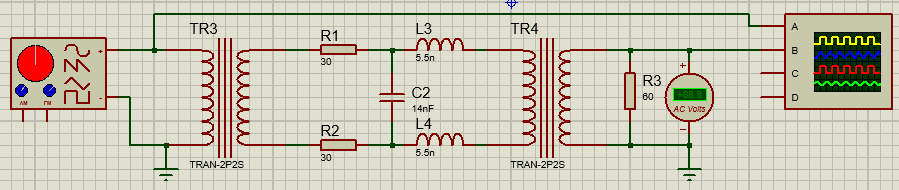 TR3
TRAN-2P2S
R1
30
R2
30
C2
14nF
L3
5.5n
L4
5.5n
TR4
TRAN-2P2S
R3
60
AC Volts
AM
FM
+
-
+
A
B
C
D